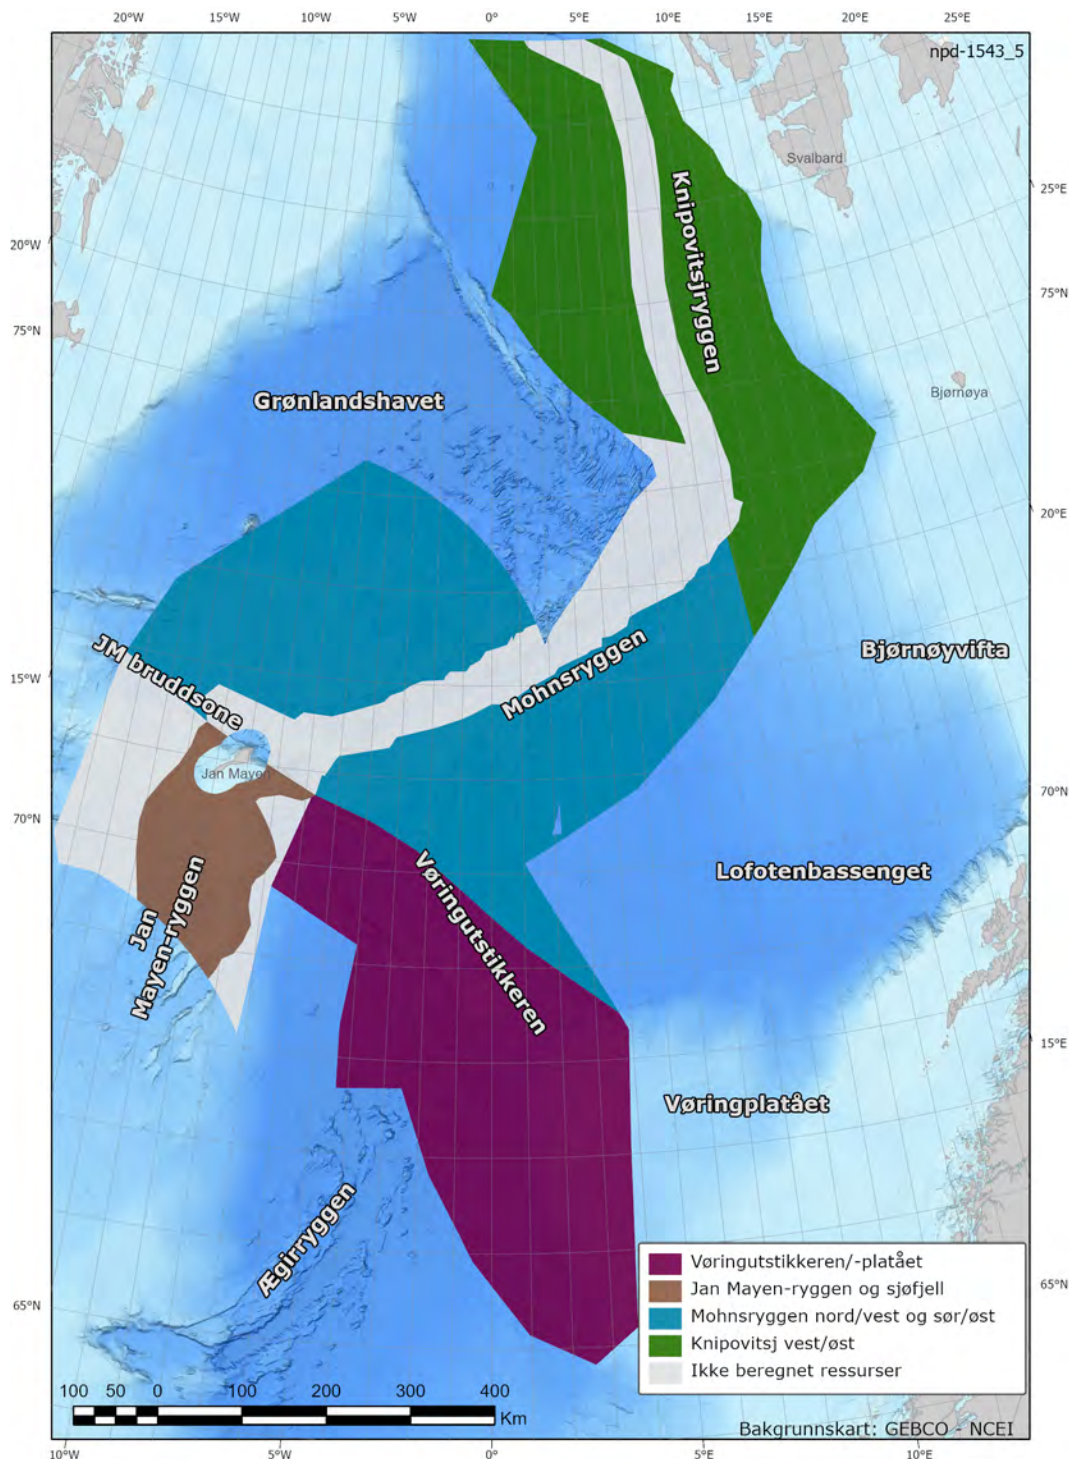 20°W 15°W 10°W 5°W 0° 5°E 10°E 15°E 20°E 25°E
npd-1543_5
Svalbard
25°E
Knipovitsjryggen
20°W
75°N
75°N
Bjørnøya
Grønlandshavet
20°E
Bjørnøyvifta
JM bruddsone
Mohnsryggen
15°W
Jan Mayen
70°N
70°N
Lofotenbassenget
Vøringutstikkeren
Jan
Mayen-ryggen
15°E
Vøringplatået
Ægirryggen
Vøringutstikkeren/-platået
Jan Mayen-ryggen og sjøfjell
Mohnsryggen nord/vest og sør/øst
Knipovitsj vest/øst
Ikke beregnet ressurser
65°N
65°N
100 50 0 100 200 300 400
Km
Bakgrunnskart: GEBCO - NCEI
10°W 5°W 0° 5°E 10°E